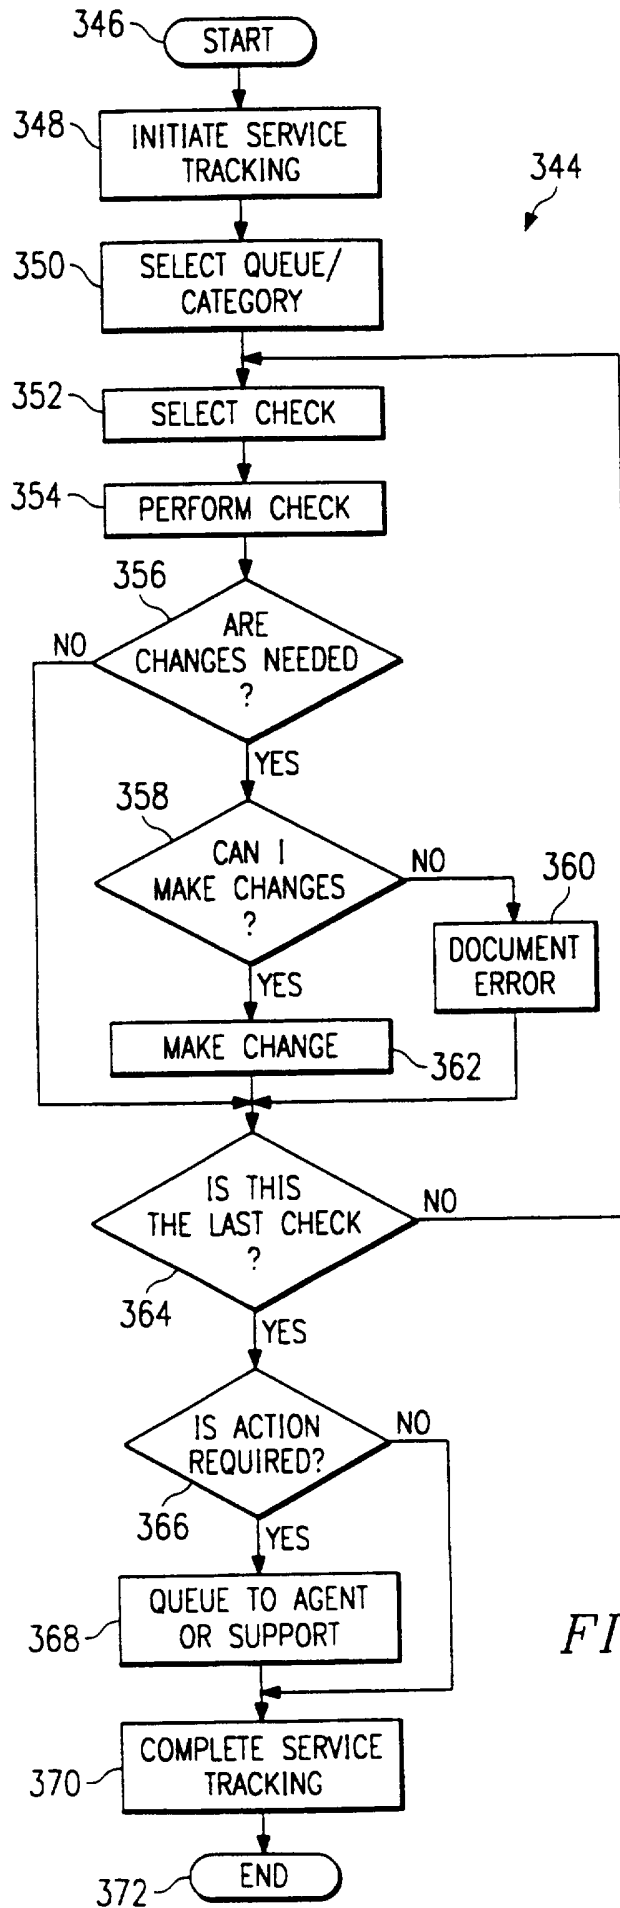 346
START
348
INITIATE SERVICE
TRACKING
344
350
SELECT QUEUE/
CATEGORY
352
SELECT CHECK
354
PERFORM CHECK
356
NO
ARE
CHANGES NEEDED
?
YES
358
CAN I
MAKE CHANGES
?
NO
360
DOCUMENT
ERROR
YES
MAKE CHANGE
362
IS THIS
THE LAST CHECK
?
NO
364
YES
IS ACTION
REQUIRED?
NO
366
YES
QUEUE TO AGENT
OR SUPPORT
368
FI
COMPLETE SERVICE
TRACKING
370
END
372